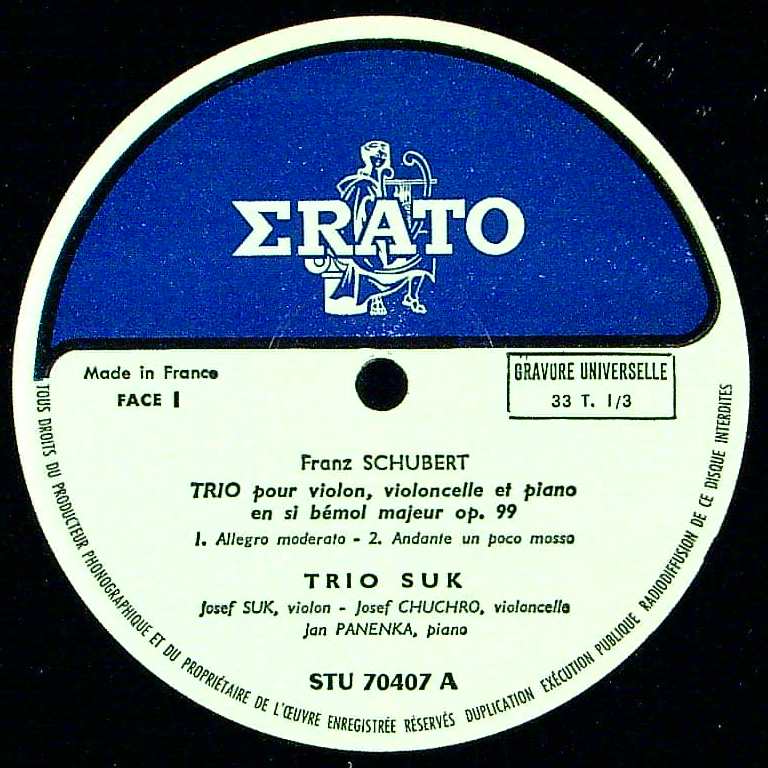 ΣRATO
Made in France
FACE 1
GRAVURE UNIVERSELLE
33 T. 1/3
Franz SCHUBERT
TRIO pour violon, violoncelle et piano
en si bémol majeur op. 99
1. Allegro moderato - 2. Andante un poco mosso
TRIO SUK
Josef SUK, violon - Josef CHUCHRO, violoncelle
Jan PANENKA, piano
STU 70407 A
TOUS DROITS DU PRODUCTEUR PHONOGRAPHIQUE ET DU PROPRIÉTAIRE DE L'ŒUVRE ENREGISTRÉE RÉSERVÉS DUPLICATION EXÉCUTION PUBLIQUE RADIODIFFUSION DE CE DISQUE INTERDITES